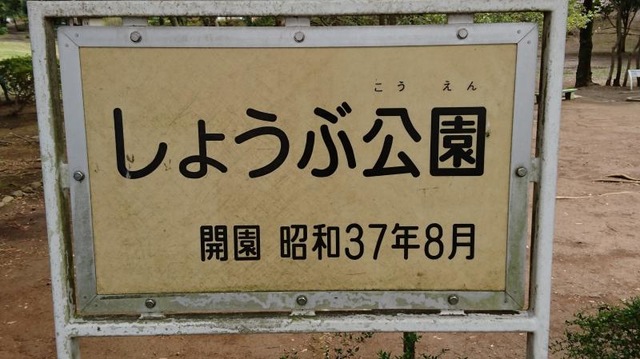 こうえん
しょうぶ公園
開園 昭和37年8月